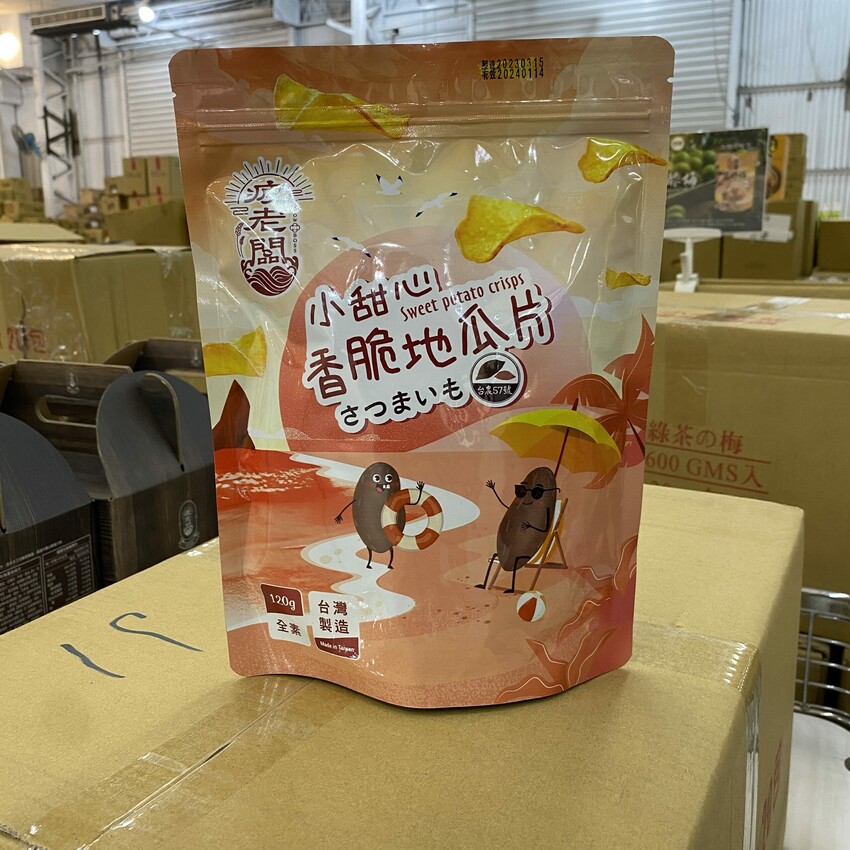 製造20230315
有效20240114
疲老闆
小甜心
Sweet potato crisps
香脆地瓜片
さつまいも
台農57號
120g
全素
台灣
製造
Made in Taiwan
綠茶の梅
600 GMS入